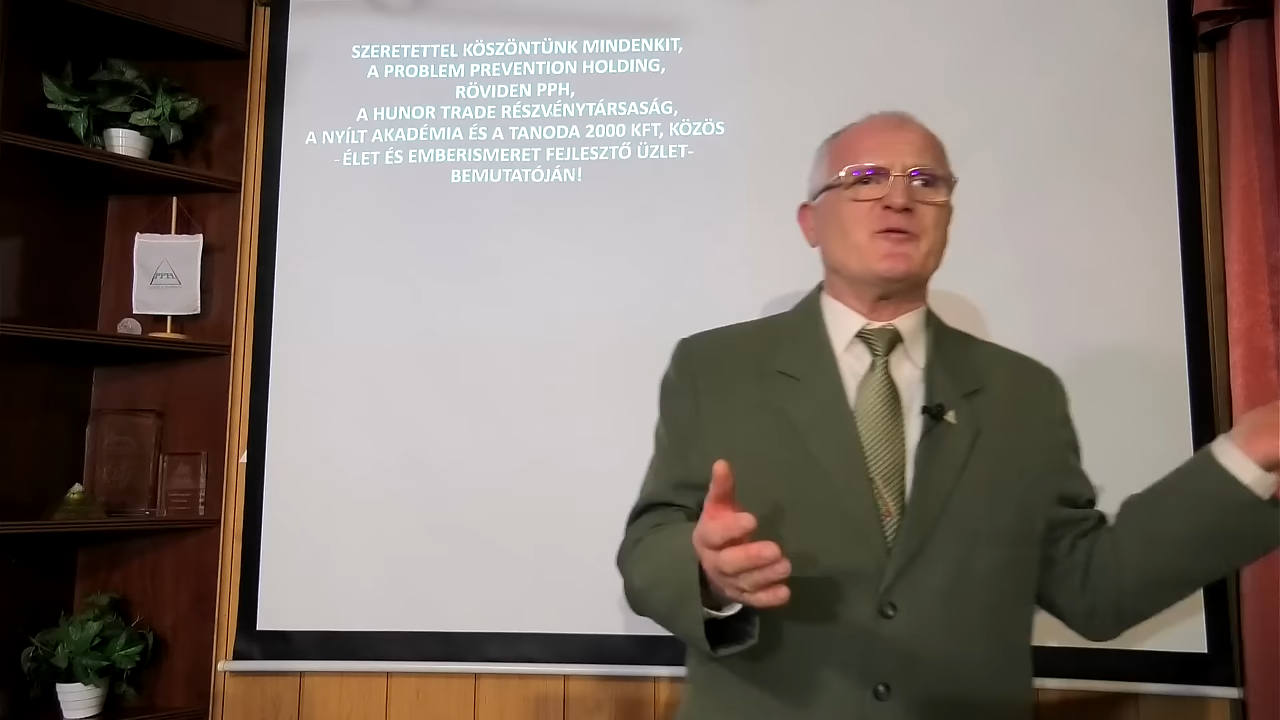 SZERETETTEL KÖSZÖNTÜNK MINDENKIT,
A PROBLEM PREVENTION HOLDING,
RÖVIDEN PPH,
A HUNOR TRADE RÉSZVÉNYTÁRSASÁG,
A NYÍLT AKADÉMIA ÉS A TANODA 2000 KFT, KÖZÖS
- ÉLET ÉS EMBERISMERET FEJLESZTŐ ÜZLET-
BEMUTATÓJÁN!
PPH